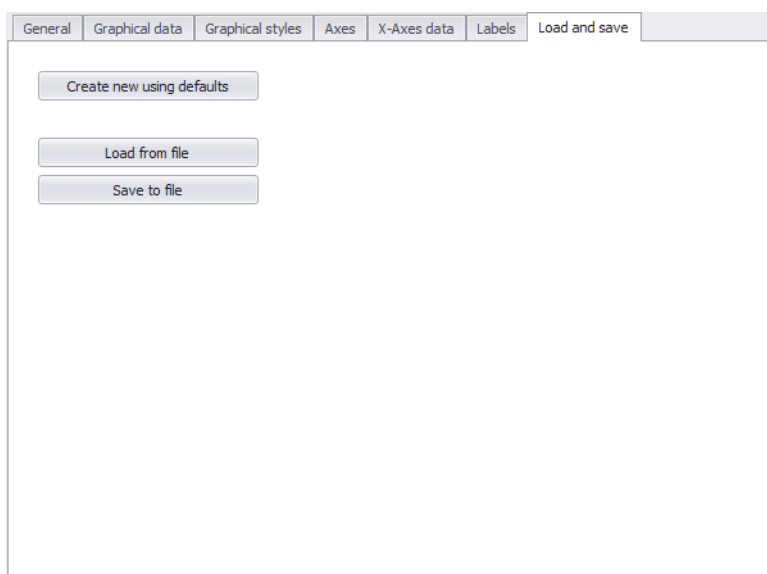 General Graphical data Graphical styles Axes X-Axes data Labels Load and save
Create new using defaults
Load from file
Save to file